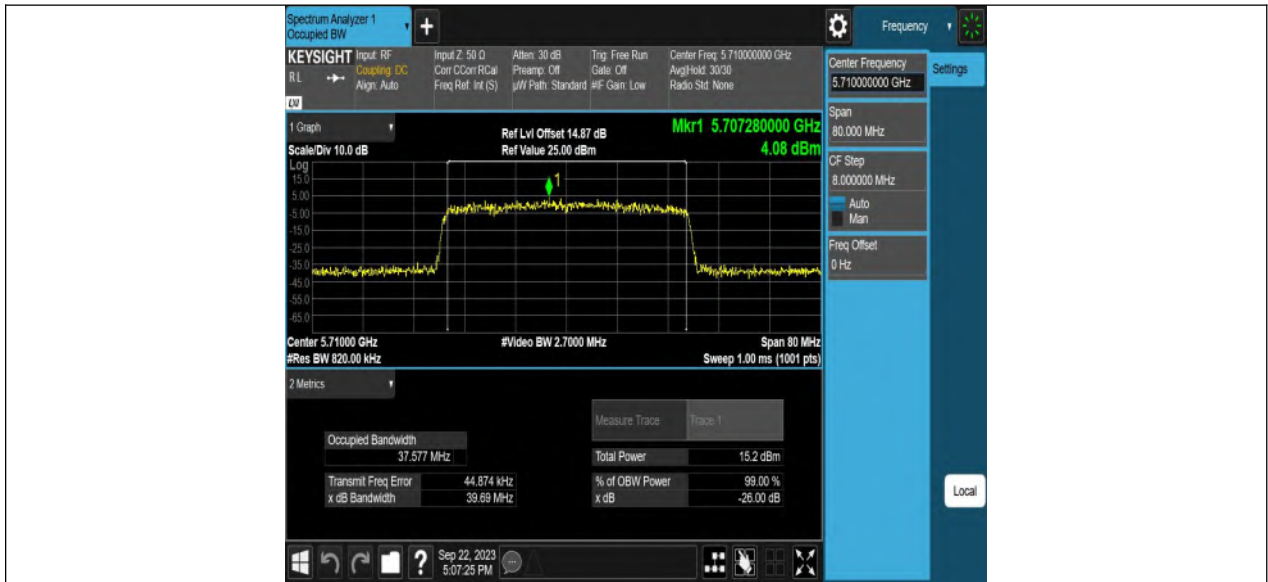 Spectrum Analyzer 1
Occupied BW
+
Frequency
KEYSIGHT
RL
LXI
Input: RF
Coupling: DC
Align: Auto
Input Z: 50 Ω
Corr CCorr RCal
Freq Ref: Int (S)
Atten: 30 dB
Preamp: Off
µW Path: Standard
Trig: Free Run
Gate: Off
#IF Gain: Low
Center Freq: 5.710000000 GHz
Avg|Hold: 30/30
Radio Std: None
Center Frequency
5.710000000 GHz
Settings
Span
80.000 MHz
CF Step
8.000000 MHz
Auto
Man
Freq Offset
0 Hz
Local
1 Graph
Scale/Div 10.0 dB
Ref Lvl Offset 14.87 dB
Ref Value 25.00 dBm
Mkr1 5.707280000 GHz
4.08 dBm
Log
15.0
5.00
-5.00
-15.0
-25.0
-35.0
-45.0
-55.0
-65.0
1
Center 5.71000 GHz
#Video BW 2.7000 MHz
Span 80 MHz
#Res BW 820.00 kHz
Sweep 1.00 ms (1001 pts)
2 Metrics
Measure Trace
Trace 1
Occupied Bandwidth
37.577 MHz
Total Power
15.2 dBm
Transmit Freq Error
44.874 kHz
% of OBW Power
99.00 %
x dB Bandwidth
39.69 MHz
x dB
-26.00 dB
?
Sep 22, 2023
5:07:25 PM